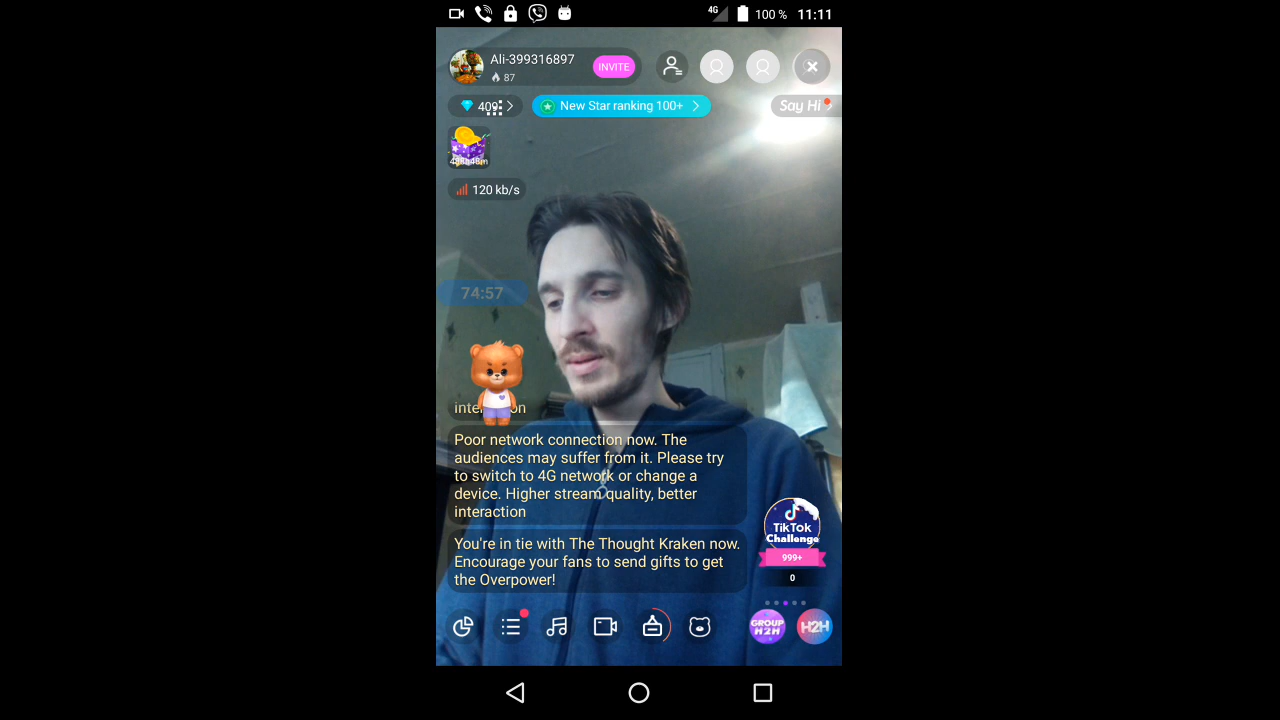 4G 100 % 11:11
Ali-399316897
87
INVITE
409
New Star ranking 100+
Say Hi
120 kb/s
74:57
Poor network connection now. The
audiences may suffer from it. Please try
to switch to 4G network or change a
device. Higher stream quality, better
interaction
You're in tie with The Thought Kraken now.
Encourage your fans to send gifts to get
the Overpower!
TikTok
Challenge
999+
0
GROUP
H2H
H2H